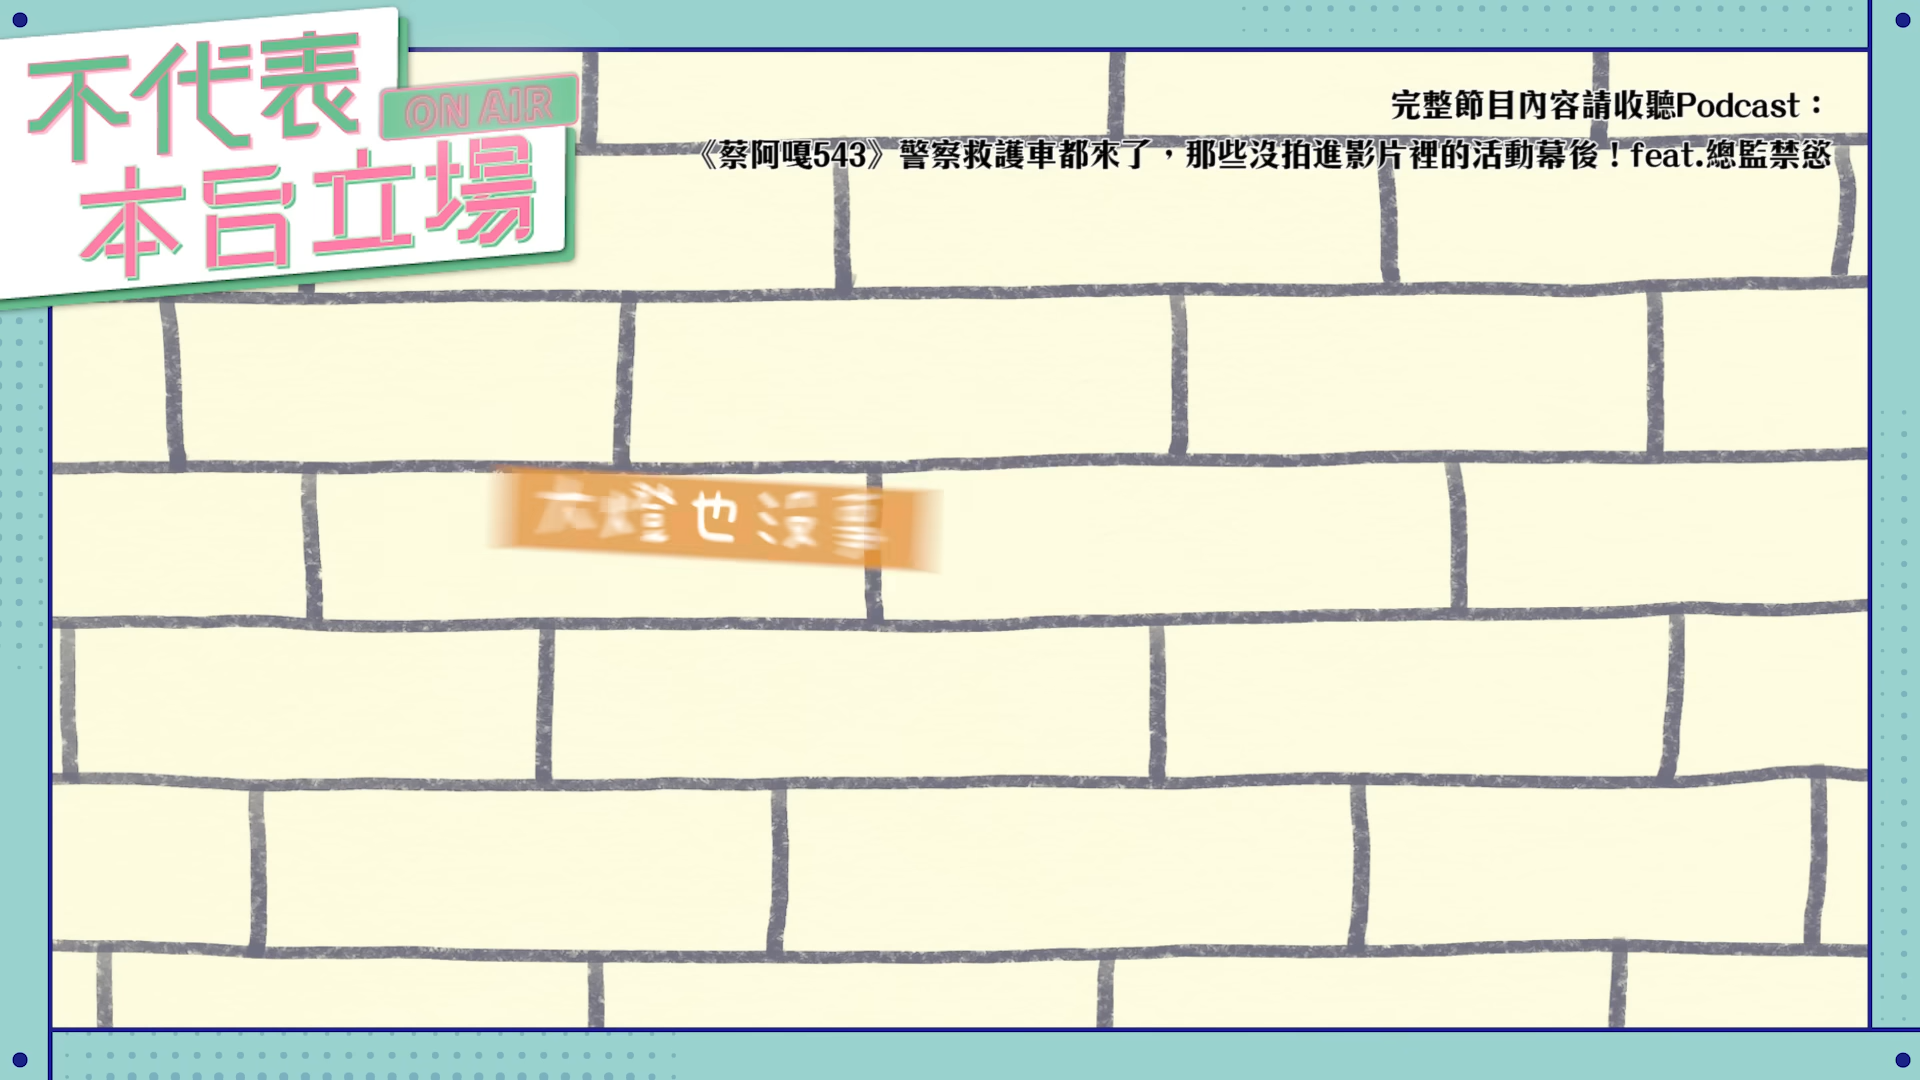 不代表
ON AIR
本台立場
完整節目內容請收聽Podcast：
《蔡阿嘎543》警察救護車都來了，那些沒拍進影片裡的活動幕後！feat.總監禁慾
大燈也沒事